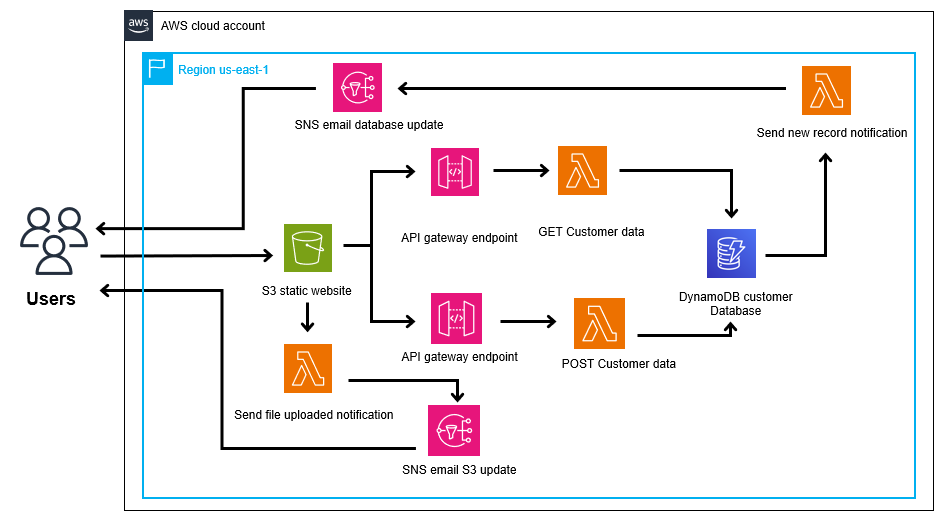 aws
AWS cloud account
Region us-east-1
SNS email database update
Send new record notification
API gateway endpoint
GET Customer data
Users
S3 static website
DynamoDB customer
Database
API gateway endpoint
POST Customer data
Send file uploaded notification
SNS email S3 update